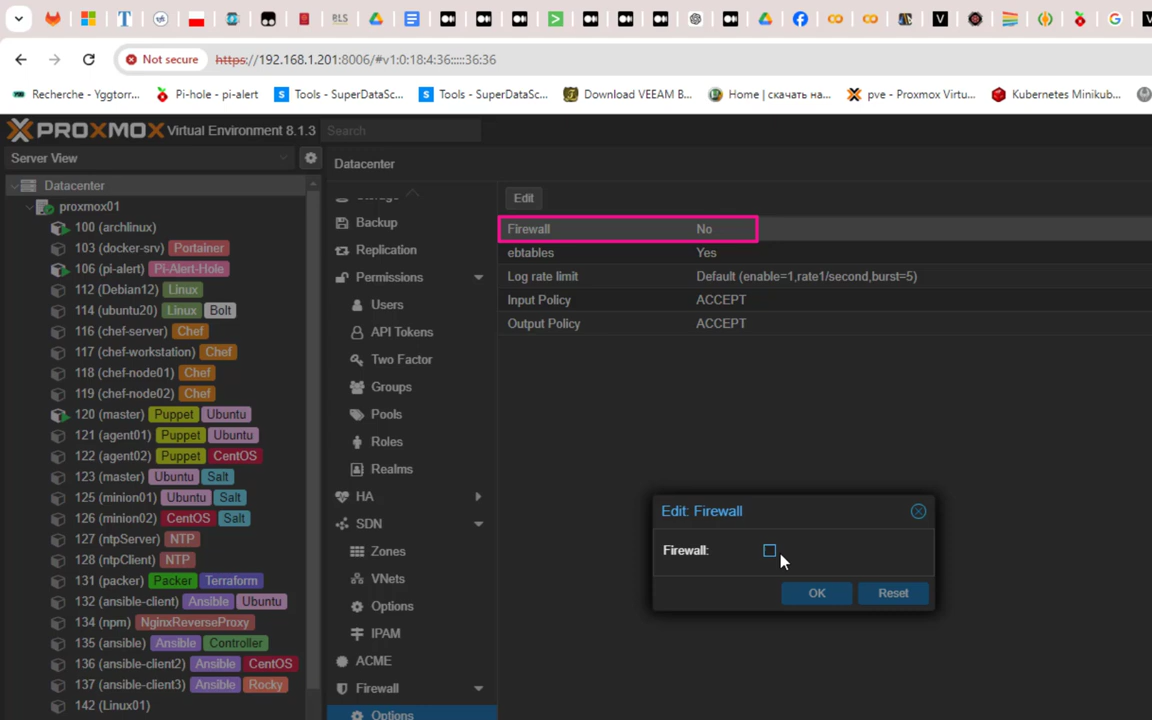 RLS
T
V
G
V
Not secure
https://192.168.1.201:8006/#v1:0:18:4:36:::::36:36
Recherche - Yggtorr...
Pi-hole - pi-alert
S Tools - SuperDataSc...
S Tools - SuperDataSc...
Download VEEAM B...
Home | скачать на...
pve - Proxmox Virtu...
Kubernetes Minikub...
PROXMOX Virtual Environment 8.1.3
Search
Server View
Datacenter
proxmox01
100 (archlinux)
103 (docker-srv) Portainer
106 (pi-alert) Pi-Alert-Hole
112 (Debian12) Linux
114 (ubuntu20) Linux Bolt
116 (chef-server) Chef
117 (chef-workstation) Chef
118 (chef-node01) Chef
119 (chef-node02) Chef
120 (master) Puppet Ubuntu
121 (agent01) Puppet Ubuntu
122 (agent02) Puppet CentOS
123 (master) Ubuntu Salt
125 (minion01) Ubuntu Salt
126 (minion02) CentOS Salt
127 (ntpServer) NTP
128 (ntpClient) NTP
131 (packer) Packer Terraform
132 (ansible-client) Ansible Ubuntu
134 (npm) NginxReverseProxy
135 (ansible) Ansible Controller
136 (ansible-client2) Ansible CentOS
137 (ansible-client3) Ansible Rocky
142 (Linux01)
Datacenter
Storage
Backup
Replication
Permissions
Users
API Tokens
Two Factor
Groups
Pools
Roles
Realms
HA
SDN
Zones
VNets
Options
IPAM
ACME
Firewall
Options
Edit
Firewall No
ebtables Yes
Log rate limit Default (enable=1,rate1/second,burst=5)
Input Policy ACCEPT
Output Policy ACCEPT
Edit: Firewall
Firewall:
OK Reset